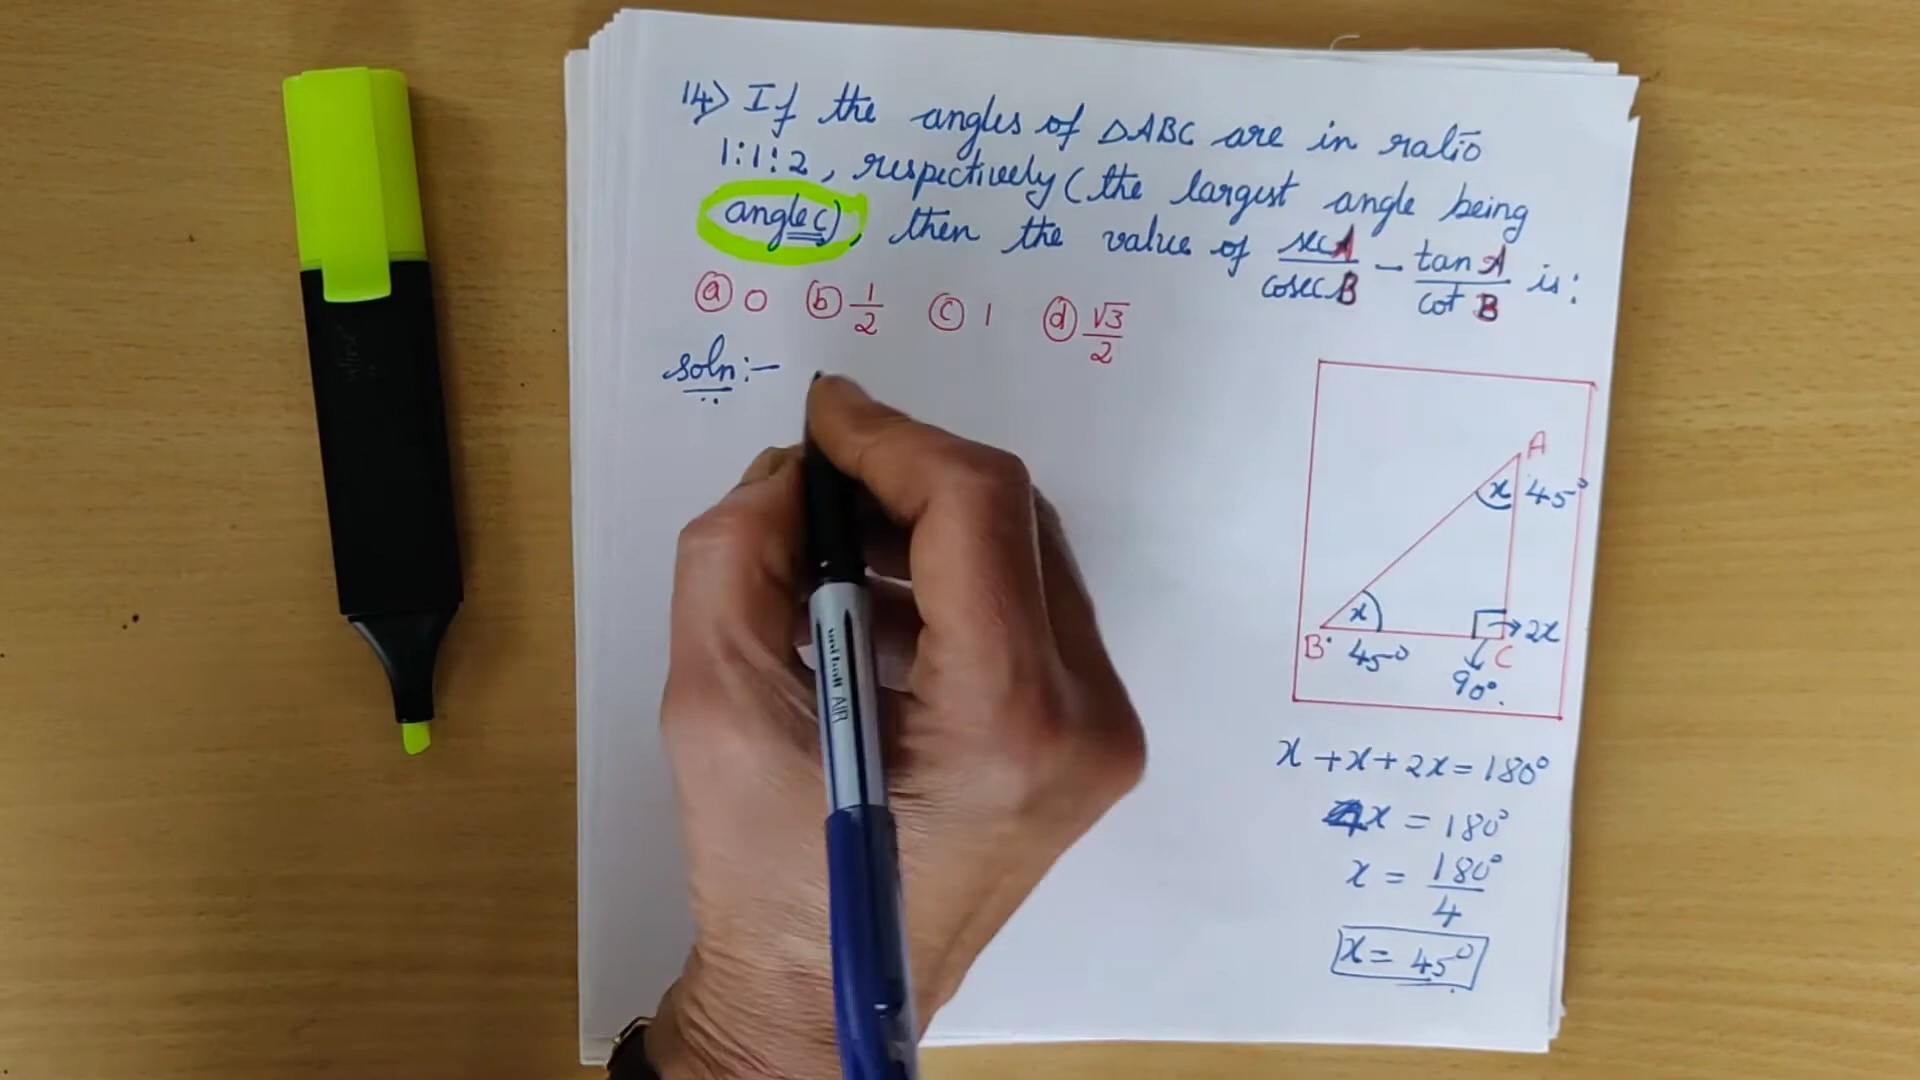 14) If the angles of △ABC are in ratio
1:1:2, respectively (the largest angle being
angle C), then the value of secA/cosecB − tanA/cotB is:
(a) 0 (b) 1/2 (c) 1 (d) √3/2
soln:-
A
x 45°
x
B 45°
C
→2x
90°.
x + x + 2x = 180°
4x = 180°
x = 180°/4
x = 45°
uniball AIR